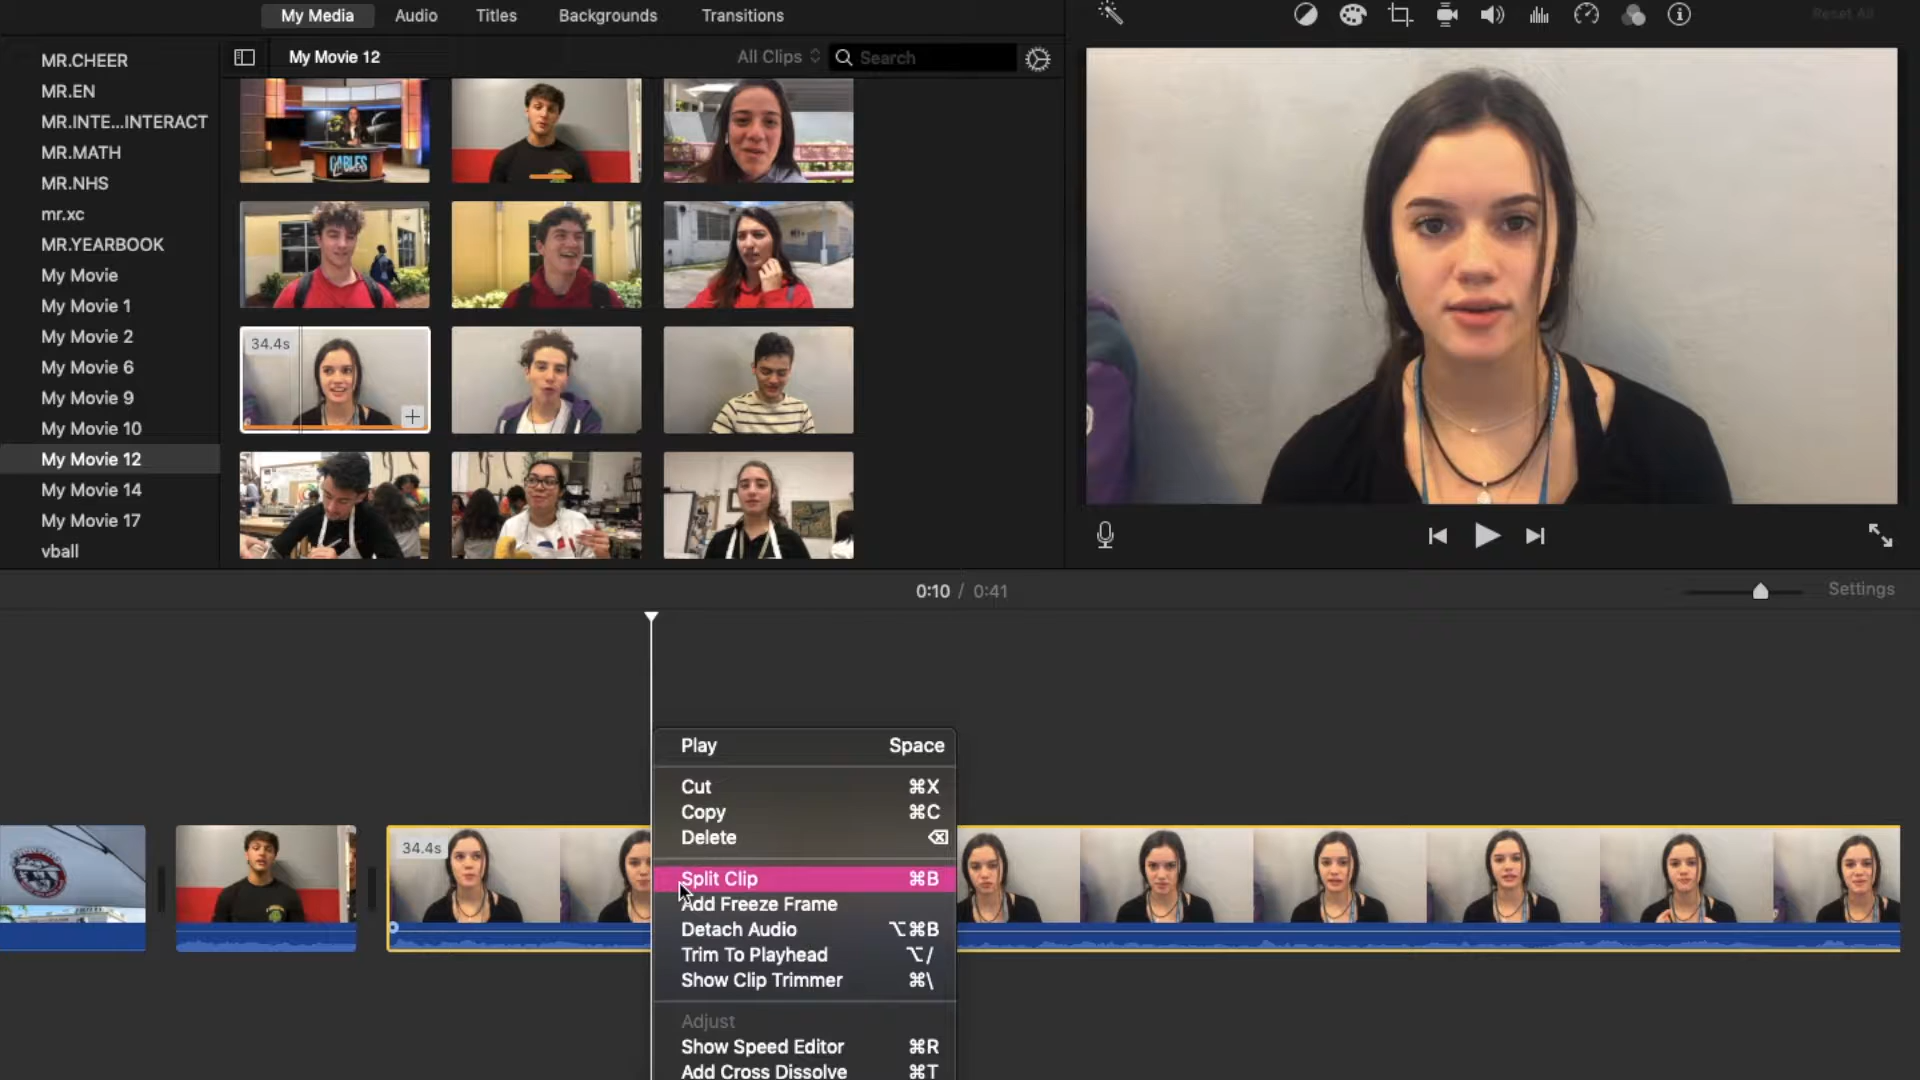 My Media Audio Titles Backgrounds Transitions
Reset All
MR.CHEER
MR.EN
MR.INTE...INTERACT
MR.MATH
MR.NHS
mr.xc
MR.YEARBOOK
My Movie
My Movie 1
My Movie 2
My Movie 6
My Movie 9
My Movie 10
My Movie 12
My Movie 14
My Movie 17
vball
My Movie 12 All Clips Search
GABLES
34.4s
0:10 / 0:41 Settings
34.4s
Play Space
Cut ⌘X
Copy ⌘C
Delete ⌫
Split Clip ⌘B
Add Freeze Frame
Detach Audio ⌥⌘B
Trim To Playhead ⌥/
Show Clip Trimmer ⌘\
Adjust
Show Speed Editor ⌘R
Add Cross Dissolve ⌘T